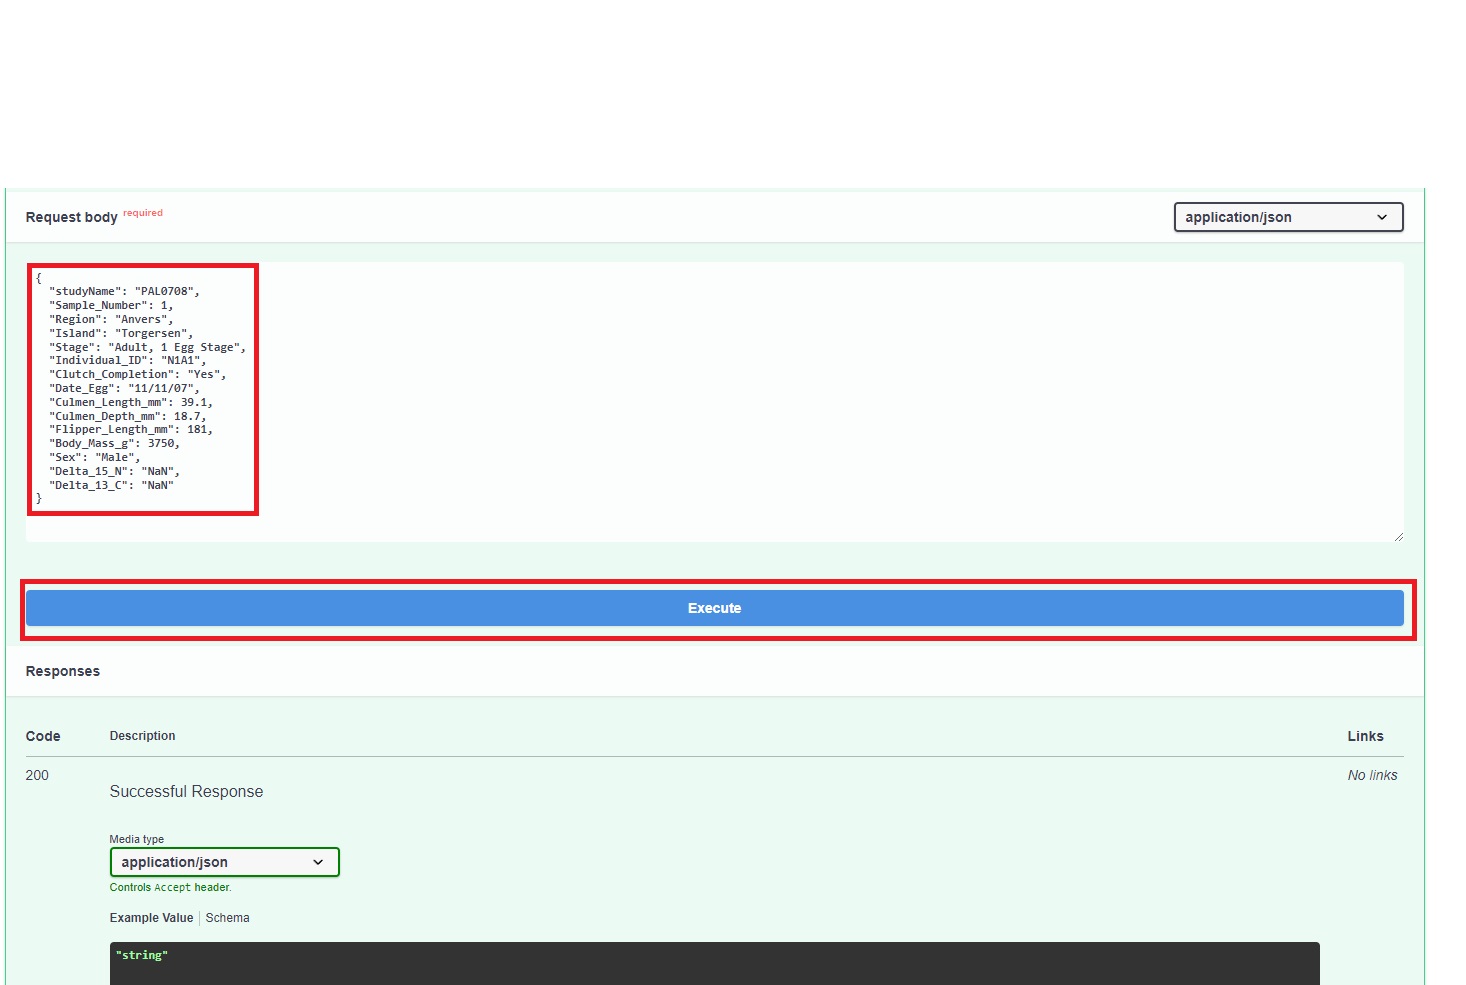 Request body required
application/json
{
"studyName": "PAL0708",
"Sample_Number": 1,
"Region": "Anvers",
"Island": "Torgersen",
"Stage": "Adult, 1 Egg Stage",
"Individual_ID": "N1A1",
"Clutch_Completion": "Yes",
"Date_Egg": "11/11/07",
"Culmen_Length_mm": 39.1,
"Culmen_Depth_mm": 18.7,
"Flipper_Length_mm": 181,
"Body_Mass_g": 3750,
"Sex": "Male",
"Delta_15_N": "NaN",
"Delta_13_C": "NaN"
}
Execute
Responses
Code Description Links
200 No links
Successful Response
Media type
application/json
Controls Accept header.
Example Value Schema
"string"